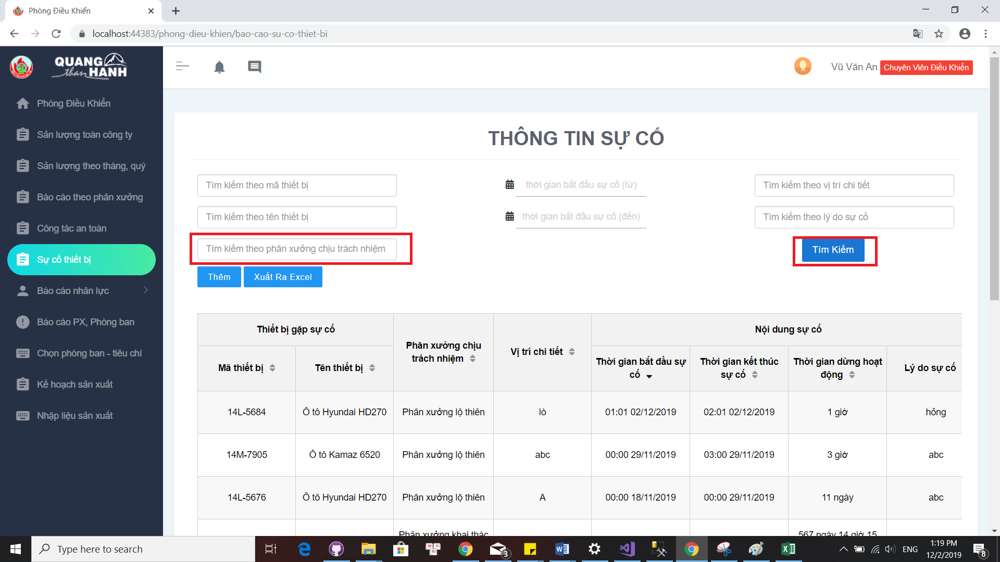 Phòng Điều Khiển
localhost:44383/phong-dieu-khien/bao-cao-su-co-thiet-bi
QUANG
than HANH
Vũ Văn An Chuyên Viên Điều Khiển
Phòng Điều Khiển
Sản lượng toàn công ty
Sản lượng theo tháng, quý
Báo cáo theo phân xưởng
Công tác an toàn
Sự cố thiết bị
Báo cáo nhân lực
Báo cáo PX, Phòng ban
Chọn phòng ban - tiêu chí
Kế hoạch sản xuất
Nhập liệu sản xuất
THÔNG TIN SỰ CỐ
Tìm kiếm theo mã thiết bị
thời gian bắt đầu sự cố (từ)
Tìm kiếm theo vị trí chi tiết
Tìm kiếm theo tên thiết bị
thời gian bắt đầu sự cố (đến)
Tìm kiếm theo lý do sự cố
Tìm kiếm theo phân xưởng chịu trách nhiệm
Tìm Kiếm
Thêm
Xuất Ra Excel
Thiết bị gặp sự cố
Phân xưởng chịu
trách nhiệm
Vị trí chi tiết
Nội dung sự cố
Mã thiết bị
Tên thiết bị
Thời gian bắt đầu sự
cố
Thời gian kết thúc
sự cố
Thời gian dừng hoạt
động
Lý do sự cố
14L-5684 Ô tô Hyundai HD270 Phân xưởng lộ thiên lò 01:01 02/12/2019 02:01 02/12/2019 1 giờ hỏng
14M-7905 Ô tô Kamaz 6520 Phân xưởng lộ thiên abc 00:00 29/11/2019 03:00 29/11/2019 3 giờ abc
14L-5676 Ô tô Hyundai HD270 Phân xưởng lộ thiên A 00:00 18/11/2019 00:00 29/11/2019 11 ngày abc
Phân xưởng khai thác 567 ngày 14 giờ 15
Type here to search
3
ENG
1:19 PM
12/2/2019
8